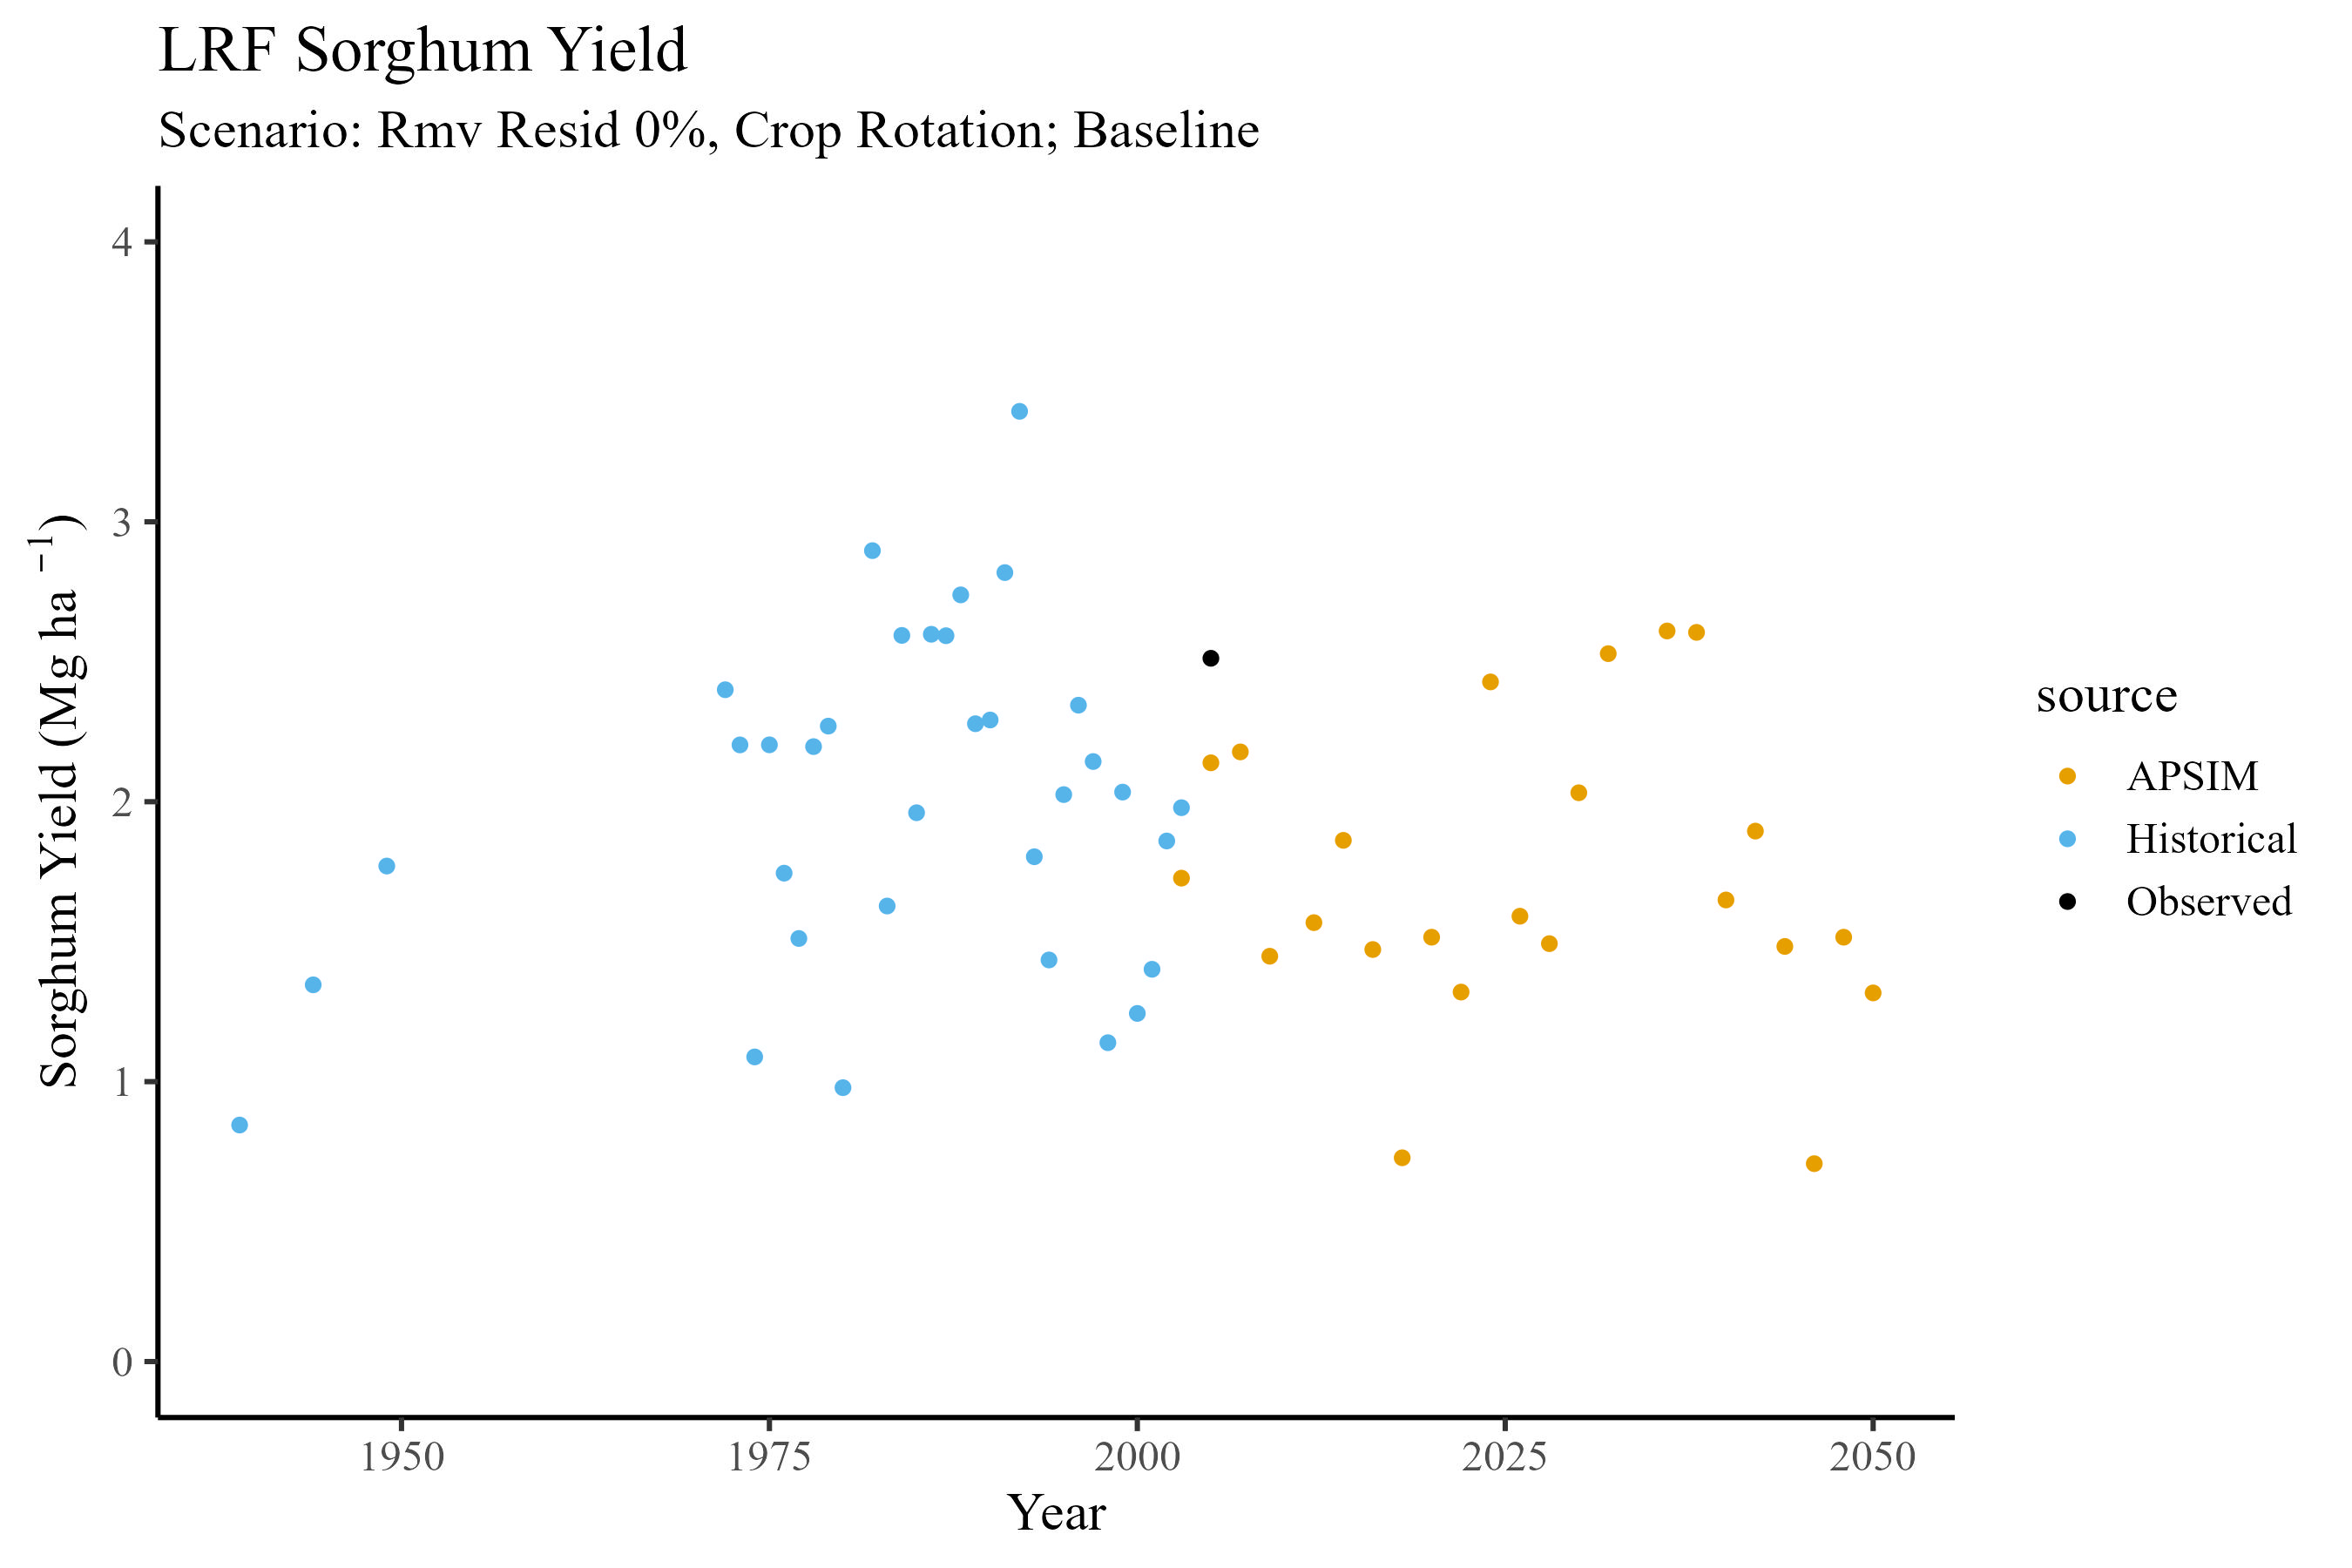 LRF Sorghum Yield
Scenario: Rmv Resid 0%, Crop Rotation; Baseline
Sorghum Yield (Mg ha ⁻¹)
4
3
2
1
0
1950
1975
2000
2025
2050
Year
source
APSIM
Historical
Observed